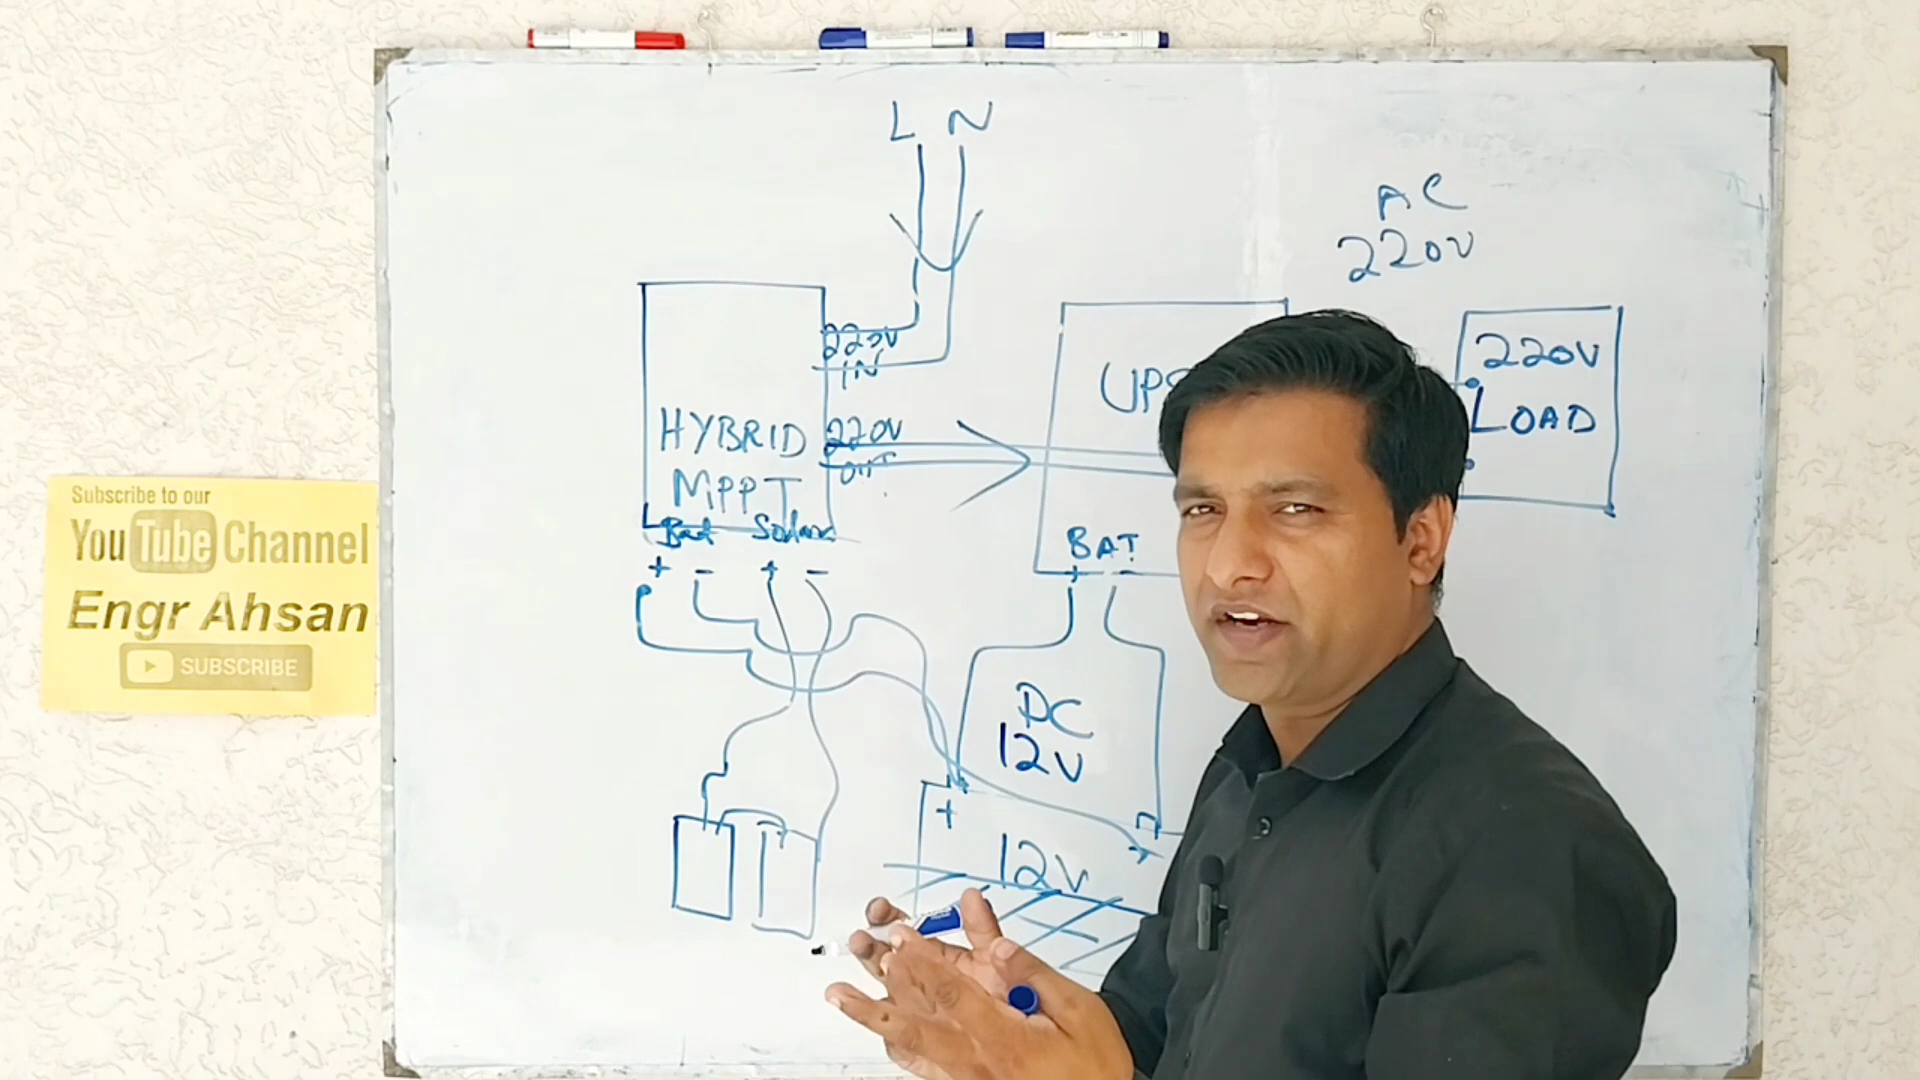 L N
AC
220V
220V
IN
HYBRID
MPPT
220V
OUT
Bat Solar
+ - + -
UPS
BAT
+ -
220V
LOAD
DC
12V
+
12V
Subscribe to our
YouTube Channel
Engr Ahsan
SUBSCRIBE